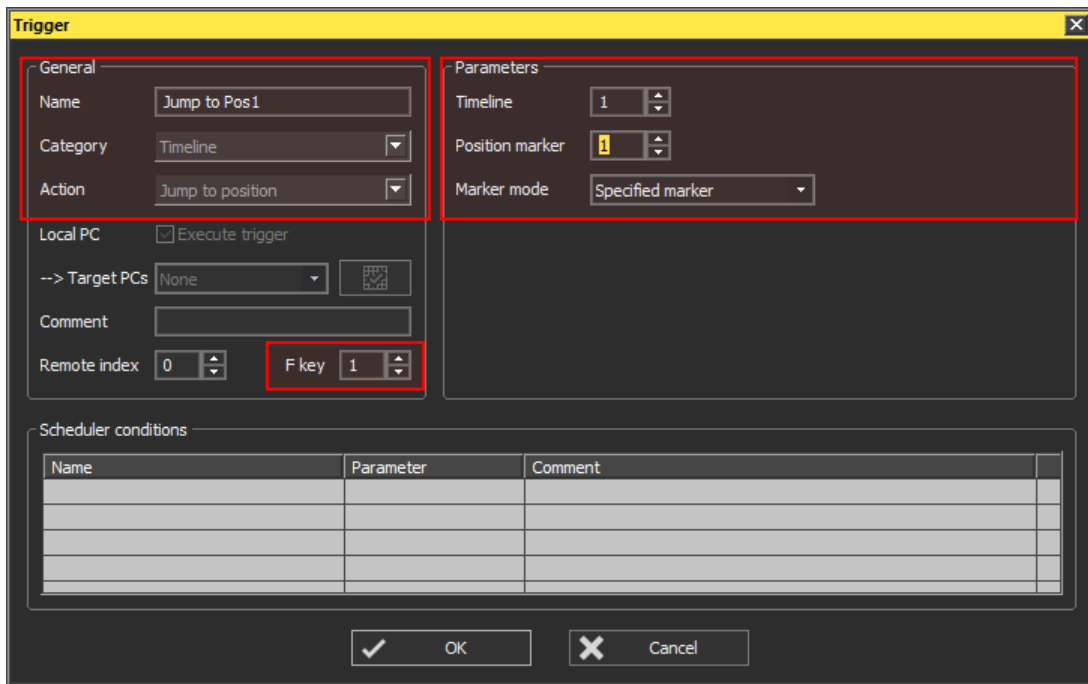 Trigger
General
Name Jump to Pos1
Category Timeline
Action Jump to position
Local PC Execute trigger
--> Target PCs None
Comment
Remote index 0 F key 1
Parameters
Timeline 1
Position marker 1
Marker mode Specified marker
Scheduler conditions
Name Parameter Comment
OK Cancel